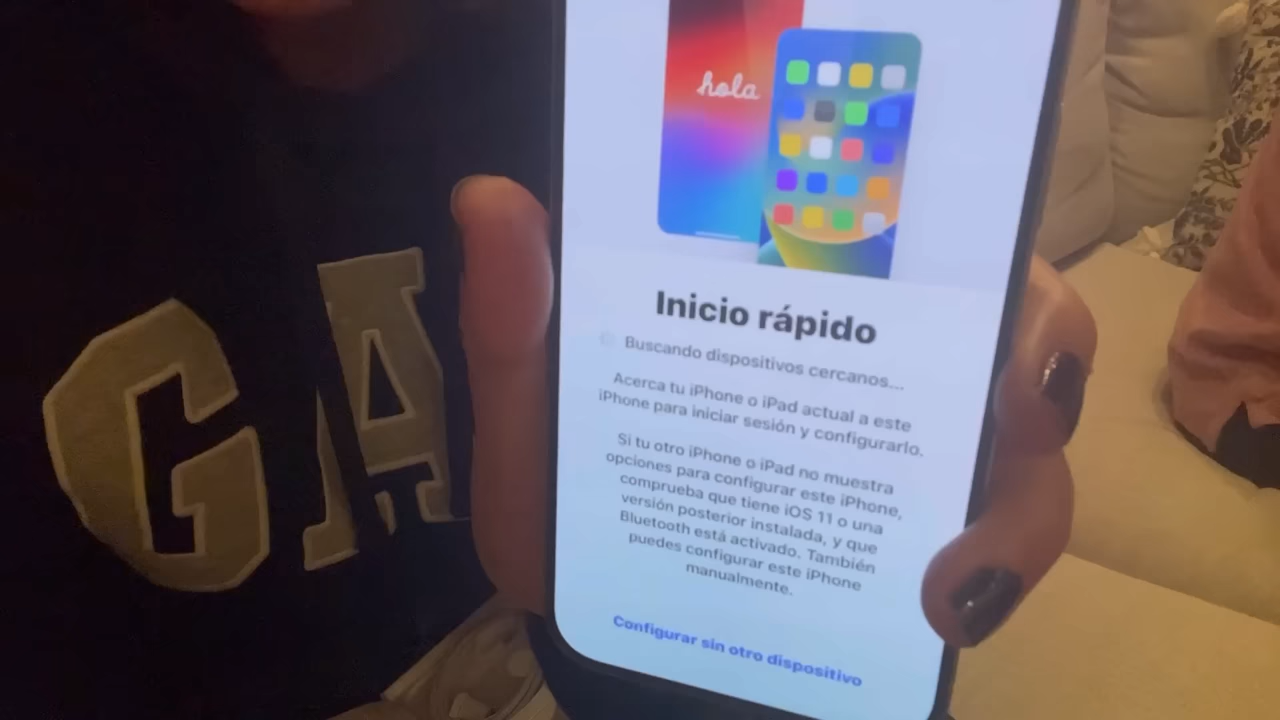 hola
Inicio rápido
Buscando dispositivos cercanos...
Acerca tu iPhone o iPad actual a este
iPhone para iniciar sesión y configurarlo.
Si tu otro iPhone o iPad no muestra
opciones para configurar este iPhone,
comprueba que tiene iOS 11 o una
versión posterior instalada, y que
Bluetooth está activado. También
puedes configurar este iPhone
manualmente.
Configurar sin otro dispositivo
GA